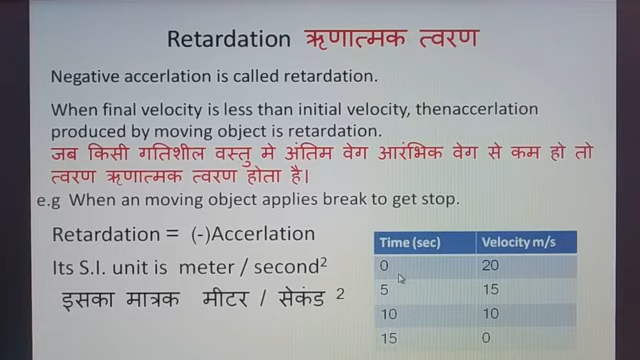 Retardation ऋणात्मक त्वरण
Negative accerlation is called retardation.
When final velocity is less than initial velocity, thenaccerlation
produced by moving object is retardation.
जब किसी गतिशील वस्तु मे अंतिम वेग आरंभिक वेग से कम हो तो
त्वरण ऋणात्मक त्वरण होता है।
e.g When an moving object applies break to get stop.
Retardation = (-)Accerlation
Its S.I. unit is meter / second²
इसका मात्रक मीटर / सेकंड ²
Time (sec) Velocity m/s
0 20
5 15
10 10
15 0